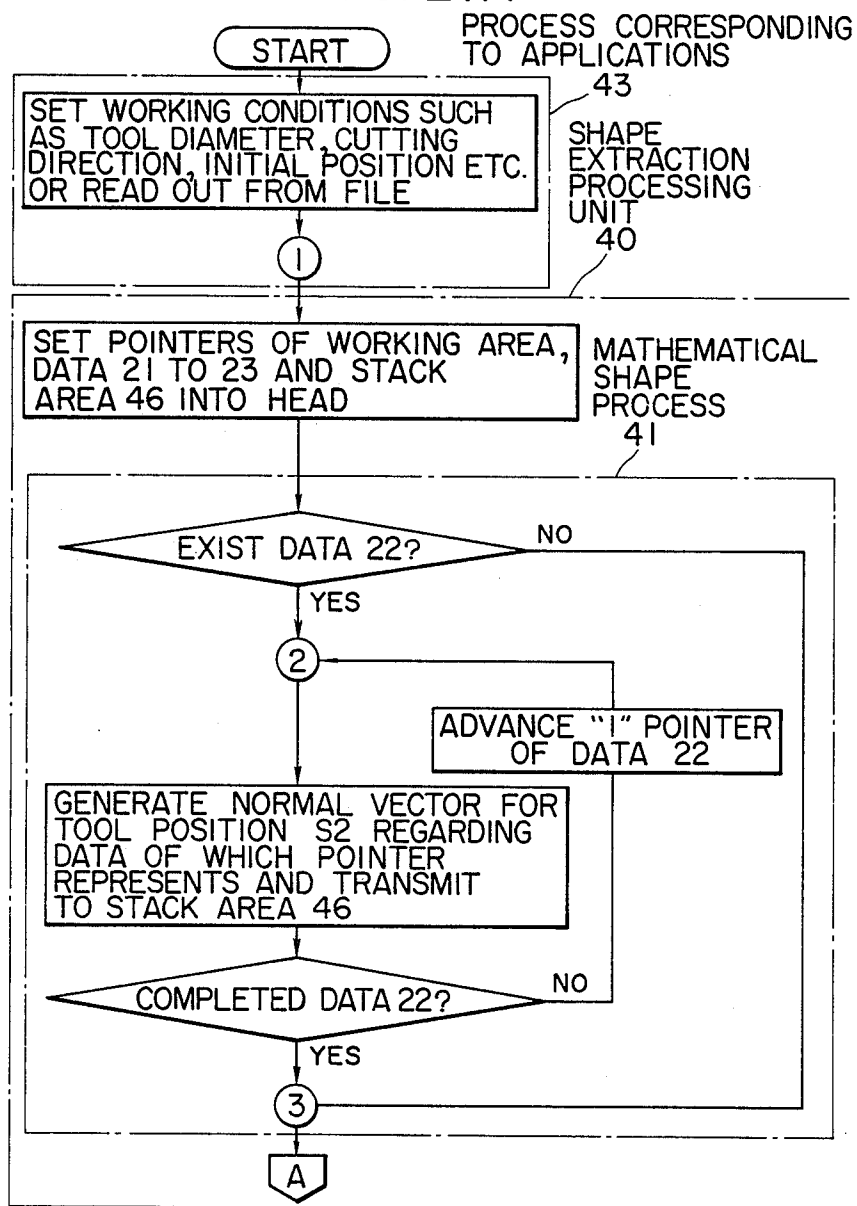 PROCESS CORRESPONDING
TO APPLICATIONS
43
START
SET WORKING CONDITIONS SUCH
AS TOOL DIAMETER, CUTTING
DIRECTION, INITIAL POSITION ETC.
OR READ OUT FROM FILE
SHAPE
EXTRACTION
PROCESSING
UNIT
40
1
SET POINTERS OF WORKING AREA,
DATA 21 TO 23 AND STACK
AREA 46 INTO HEAD
MATHEMATICAL
SHAPE
PROCESS
41
EXIST DATA 22?
NO
YES
2
ADVANCE "1" POINTER
OF DATA 22
GENERATE NORMAL VECTOR FOR
TOOL POSITION S2 REGARDING
DATA OF WHICH POINTER
REPRESENTS AND TRANSMIT
TO STACK AREA 46
COMPLETED DATA 22?
NO
YES
3
A